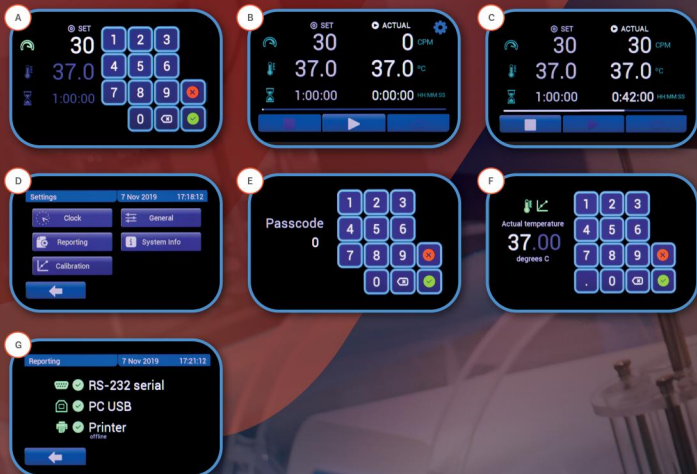 A
SET
30
37.0
1:00:00
1 2 3
4 5 6
7 8 9
0
B
SET ACTUAL
30 0 CPM
37.0 37.0 °C
1:00:00 0:00:00 HH:MM:SS
C
SET ACTUAL
30 30 CPM
37.0 37.0 °C
1:00:00 0:42:00 HH:MM:SS
D
Settings 7 Nov 2019 17:18:12
Clock General
Reporting System Info
Calibration
E
Passcode
0
1 2 3
4 5 6
7 8 9
0
F
Actual temperature
37.00
degrees C
1 2 3
4 5 6
7 8 9
. 0
G
Reporting 7 Nov 2019 17:21:12
RS-232 serial
PC USB
Printer
offline